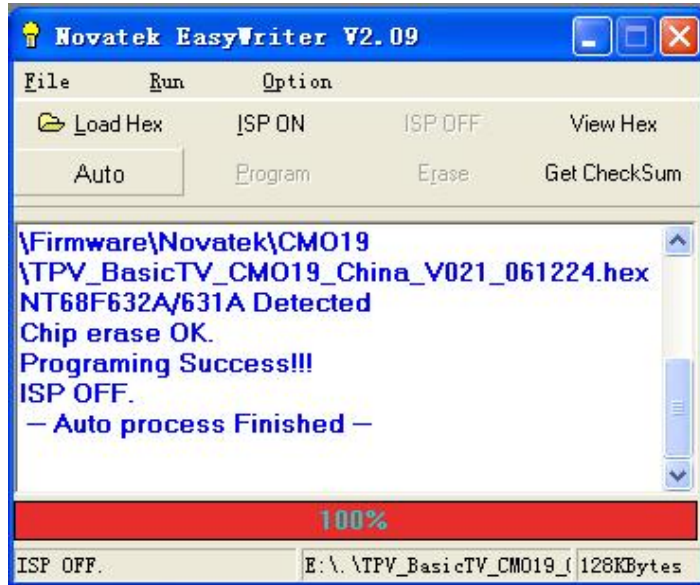 Novatek EasyWriter V2.09
File Run Option
Load Hex ISP ON ISP OFF View Hex
Auto Program Erase Get CheckSum
\Firmware\Novatek\CMO19
\TPV_BasicTV_CMO19_China_V021_061224.hex
NT68F632A/631A Detected
Chip erase OK.
Programing Success!!!
ISP OFF.
-- Auto process Finished --
100%
ISP OFF. E:\.\TPV_BasicTV_CMO19_( 128KBytes